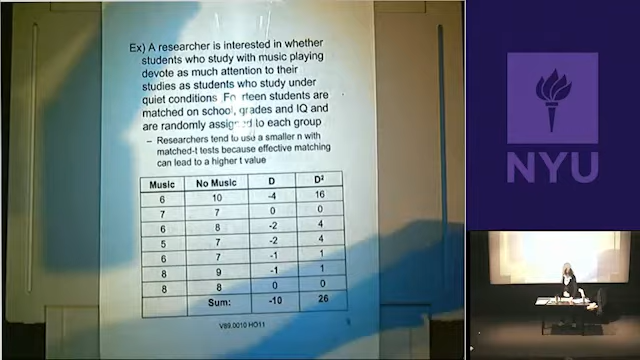 Ex) A researcher is interested in whether
students who study with music playing
devote as much attention to their
studies as students who study under
quiet conditions. Fo rteen students are
matched on school, grades and IQ and
are randomly assig ed to each group
– Researchers tend to use a smaller n with
matched-t tests because effective matching
can lead to a higher t value
Music No Music D D²
6 10 -4 16
7 7 0 0
6 8 -2 4
5 7 -2 4
6 7 -1 1
8 9 -1 1
8 8 0 0
Sum: -10 26
V89.0010 HO11
NYU